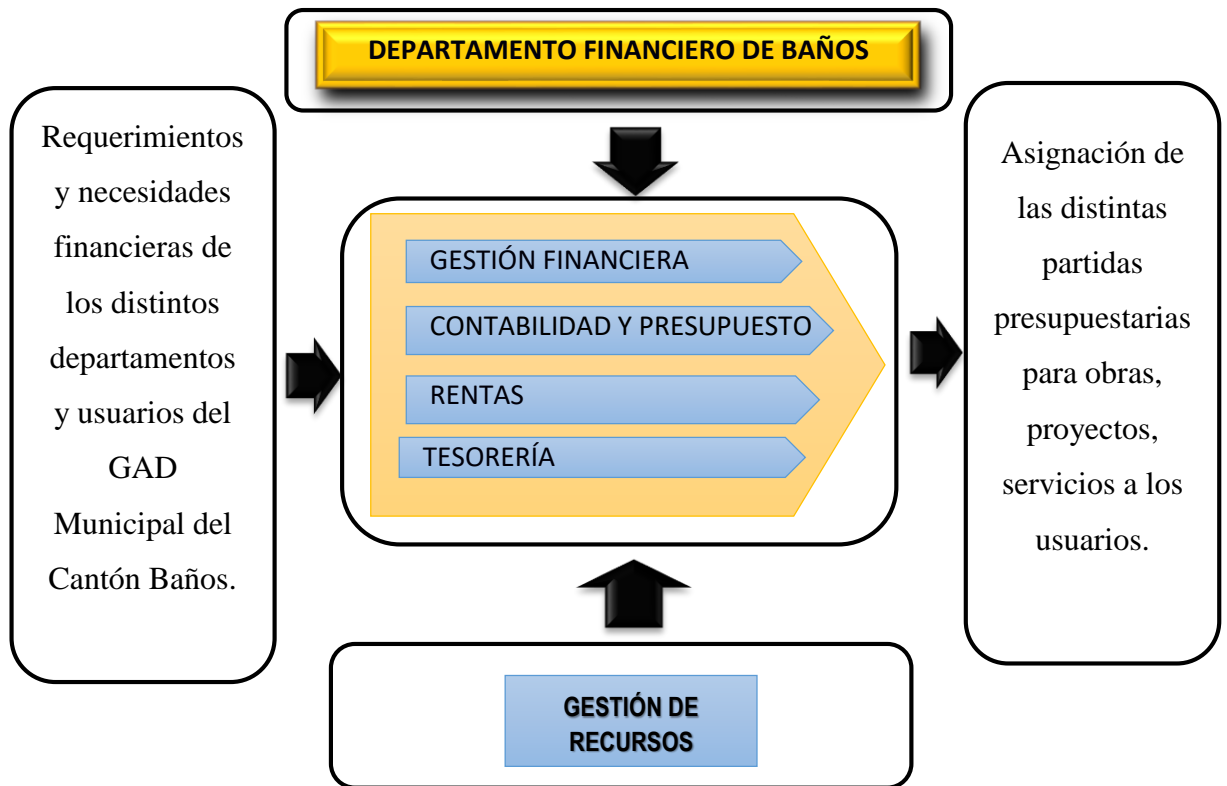 DEPARTAMENTO FINANCIERO DE BAÑOS
Requerimientos
y necesidades
financieras de
los distintos
departamentos
y usuarios del
GAD
Municipal del
Cantón Baños.
GESTIÓN FINANCIERA
CONTABILIDAD Y PRESUPUESTO
RENTAS
TESORERÍA
Asignación de
las distintas
partidas
presupuestarias
para obras,
proyectos,
servicios a los
usuarios.
GESTIÓN DE
RECURSOS